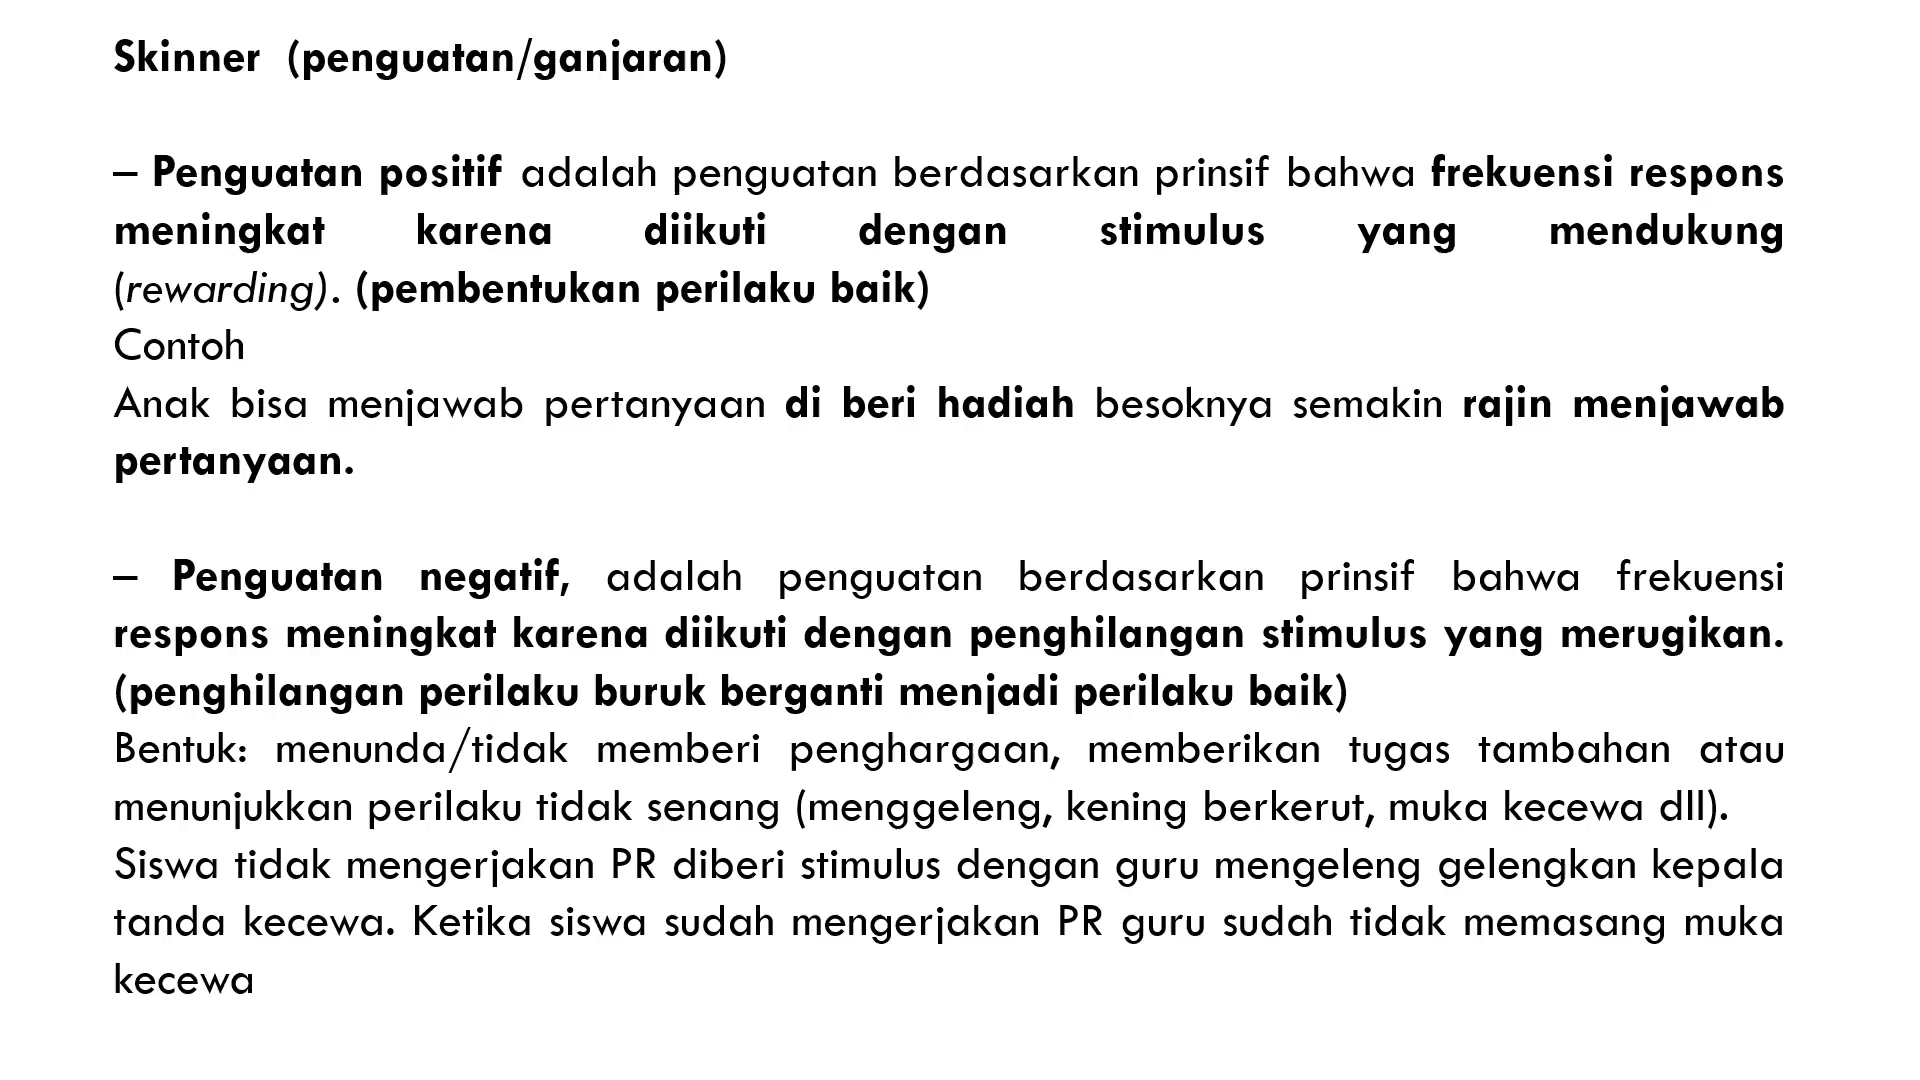 Skinner (penguatan/ganjaran)
– Penguatan positif adalah penguatan berdasarkan prinsif bahwa frekuensi respons
meningkat karena diikuti dengan stimulus yang mendukung
(rewarding). (pembentukan perilaku baik)
Contoh
Anak bisa menjawab pertanyaan di beri hadiah besoknya semakin rajin menjawab
pertanyaan.
– Penguatan negatif, adalah penguatan berdasarkan prinsif bahwa frekuensi
respons meningkat karena diikuti dengan penghilangan stimulus yang merugikan.
(penghilangan perilaku buruk berganti menjadi perilaku baik)
Bentuk: menunda/tidak memberi penghargaan, memberikan tugas tambahan atau
menunjukkan perilaku tidak senang (menggeleng, kening berkerut, muka kecewa dll).
Siswa tidak mengerjakan PR diberi stimulus dengan guru mengeleng gelengkan kepala
tanda kecewa. Ketika siswa sudah mengerjakan PR guru sudah tidak memasang muka
kecewa